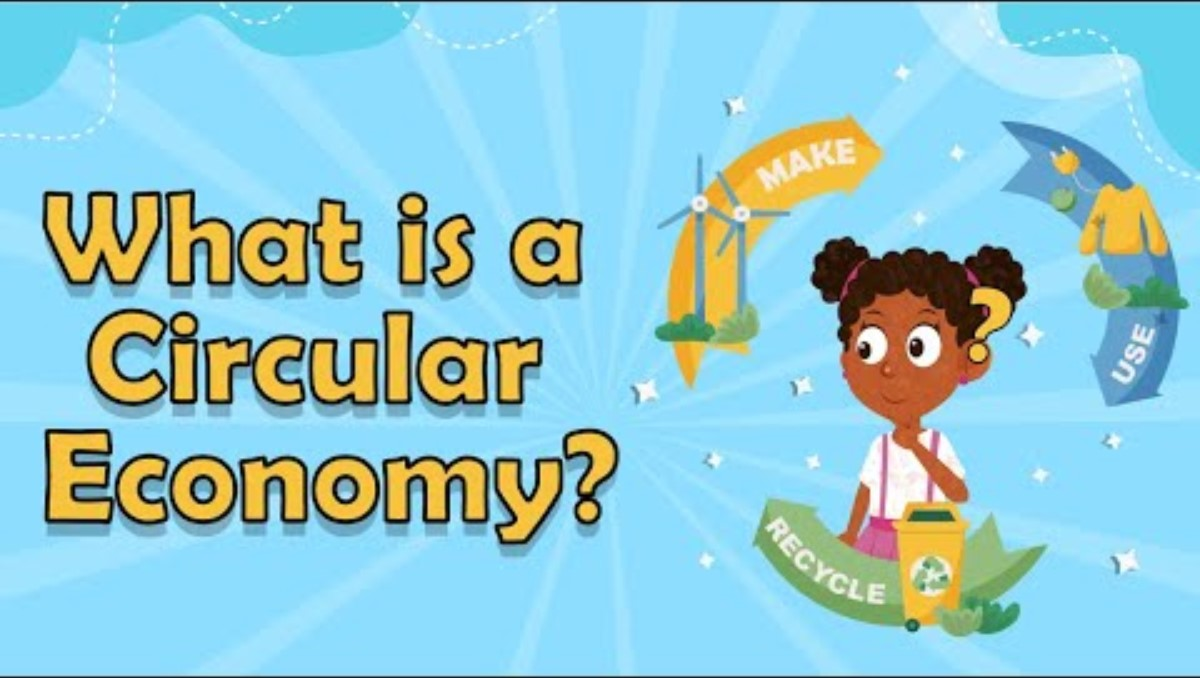 What is a
Circular
Economy?
MAKE
USE
?
RECYCLE